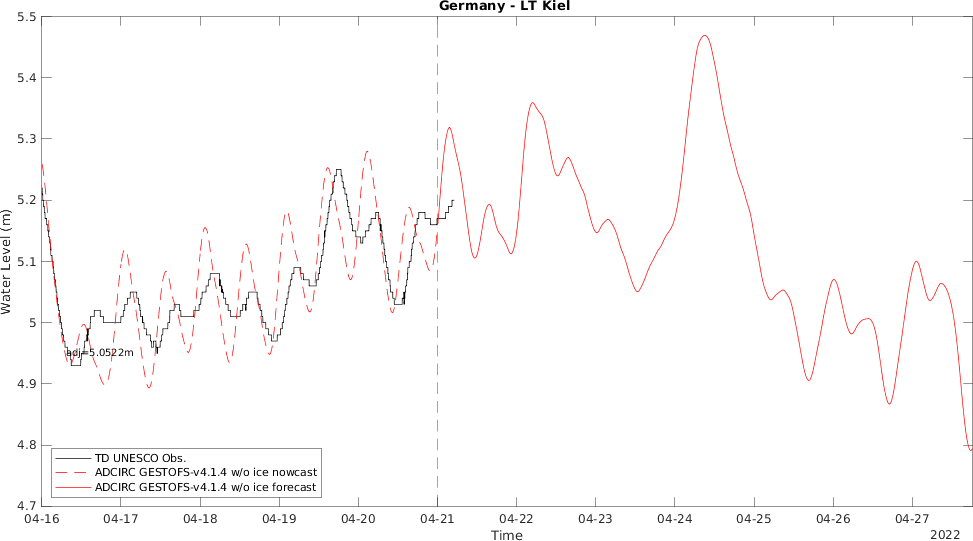 Germany - LT Kiel
5.5
5.4
5.3
5.2
5.1
5
4.9
4.8
4.7
Water Level (m)
adj=5.0522m
TD UNESCO Obs.
ADCIRC GESTOFS-v4.1.4 w/o ice nowcast
ADCIRC GESTOFS-v4.1.4 w/o ice forecast
04-16 04-17 04-18 04-19 04-20 04-21 04-22 04-23 04-24 04-25 04-26 04-27
Time
2022